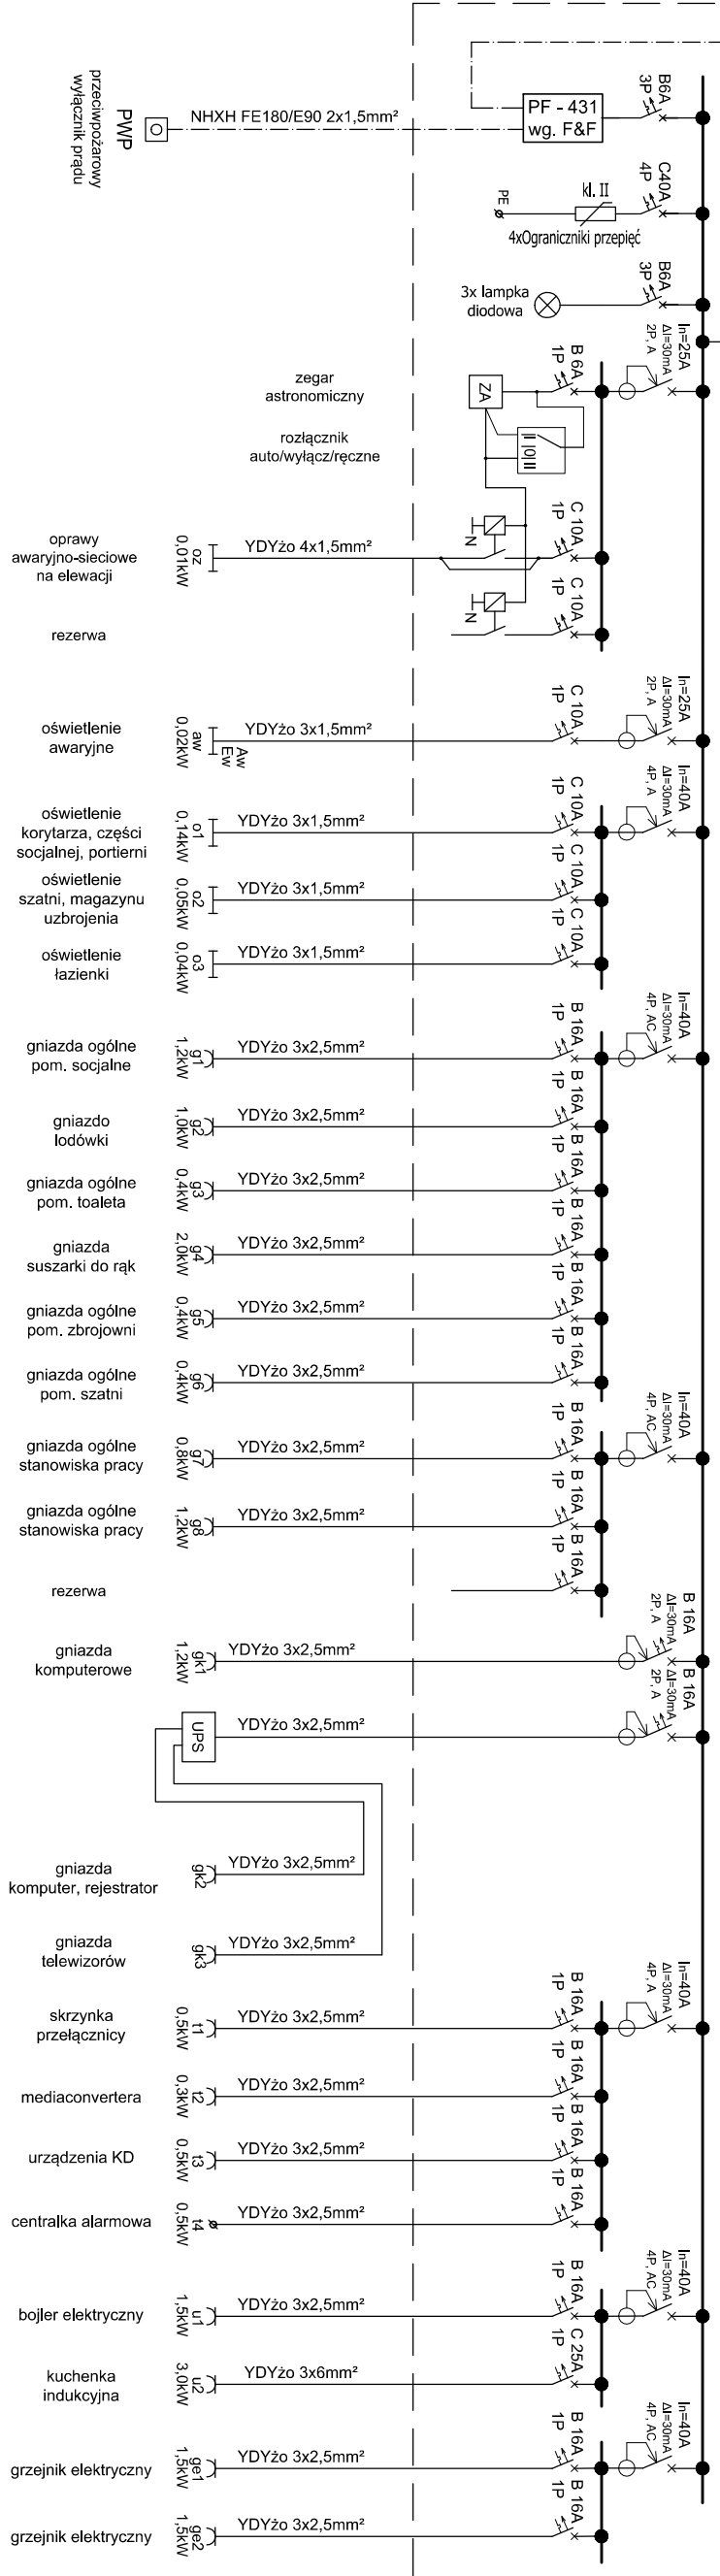 B6A
3P
PF - 431
wg. F&F
NHXH FE180/E90 2x1,5mm²
PWP
przeciwpożarowy
wyłącznik prądu
C40A
4P
kl. II
PE
4xOgraniczniki przepięć
B6A
3P
3x lampka
diodowa
In=25A
ΔI=30mA
2P, A
B 6A
1P
ZA
zegar
astronomiczny
I |0|II
rozłącznik
auto/wyłącz/ręczne
C 10A
1P
N
YDYżo 4x1,5mm²
oz
0,01kW
oprawy
awaryjno-sieciowe
na elewacji
C 10A
1P
N
rezerwa
In=25A
ΔI=30mA
2P, A
C 10A
1P
YDYżo 3x1,5mm²
Aw
Ew
aw
0,02kW
oświetlenie
awaryjne
In=40A
ΔI=30mA
4P, A
C 10A
1P
YDYżo 3x1,5mm²
o1
0,14kW
oświetlenie
korytarza, części
socjalnej, portierni
C 10A
1P
YDYżo 3x1,5mm²
o2
0,05kW
oświetlenie
szatni, magazynu
uzbrojenia
C 10A
1P
YDYżo 3x1,5mm²
o3
0,04kW
oświetlenie
łazienki
In=40A
ΔI=30mA
4P, AC
B 16A
1P
YDYżo 3x2,5mm²
g1
1,2kW
gniazda ogólne
pom. socjalne
B 16A
1P
YDYżo 3x2,5mm²
g2
1,0kW
gniazdo
lodówki
B 16A
1P
YDYżo 3x2,5mm²
g3
0,4kW
gniazda ogólne
pom. toaleta
B 16A
1P
YDYżo 3x2,5mm²
g4
2,0kW
gniazda
suszarki do rąk
B 16A
1P
YDYżo 3x2,5mm²
g5
0,4kW
gniazda ogólne
pom. zbrojowni
B 16A
1P
YDYżo 3x2,5mm²
g6
0,4kW
gniazda ogólne
pom. szatni
In=40A
ΔI=30mA
4P, AC
B 16A
1P
YDYżo 3x2,5mm²
g7
0,8kW
gniazda ogólne
stanowiska pracy
B 16A
1P
YDYżo 3x2,5mm²
g8
1,2kW
gniazda ogólne
stanowiska pracy
B 16A
1P
rezerwa
B 16A
ΔI=30mA
2P, A
YDYżo 3x2,5mm²
gk1
1,2kW
gniazda
komputerowe
B 16A
ΔI=30mA
2P, A
YDYżo 3x2,5mm²
UPS
YDYżo 3x2,5mm²
gk2
gniazda
komputer, rejestrator
YDYżo 3x2,5mm²
gk3
gniazda
telewizorów
In=40A
ΔI=30mA
4P, A
B 16A
1P
YDYżo 3x2,5mm²
t1
0,5kW
skrzynka
przełącznicy
B 16A
1P
YDYżo 3x2,5mm²
t2
0,3kW
mediaconvertera
B 16A
1P
YDYżo 3x2,5mm²
t3
0,5kW
urządzenia KD
B 16A
1P
YDYżo 3x2,5mm²
t4
0,5kW
centralka alarmowa
In=40A
ΔI=30mA
4P, AC
B 16A
1P
YDYżo 3x2,5mm²
u1
1,5kW
bojler elektryczny
C 25A
1P
YDYżo 3x6mm²
u2
3,0kW
kuchenka
indukcyjna
In=40A
ΔI=30mA
4P, AC
B 16A
1P
YDYżo 3x2,5mm²
ge1
1,5kW
grzejnik elektryczny
B 16A
1P
YDYżo 3x2,5mm²
ge2
1,5kW
grzejnik elektryczny